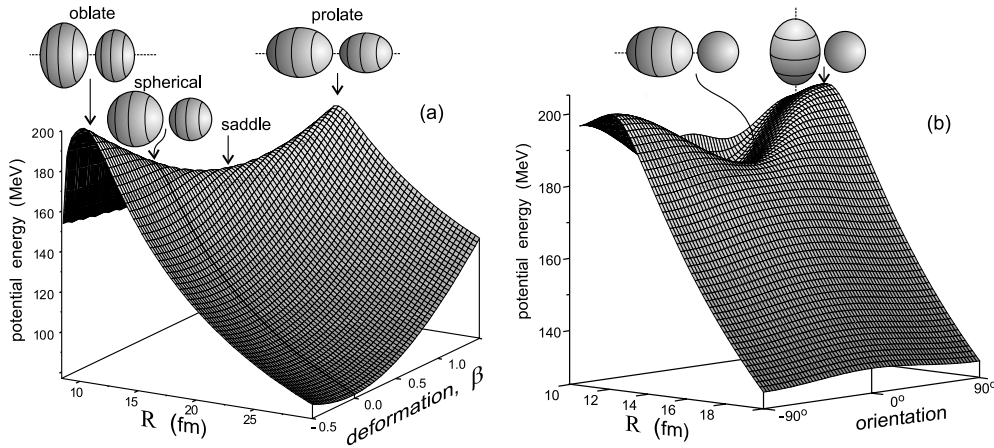 oblate
prolate
spherical
saddle
(a)
potential energy (MeV)
200
180
160
140
120
100
10
15
20
25
R (fm)
-0.5
0.0
0.5
1.0
deformation, β
(b)
potential energy (MeV)
200
180
160
140
10
12
14
16
18
R (fm)
-90°
0°
90°
orientation